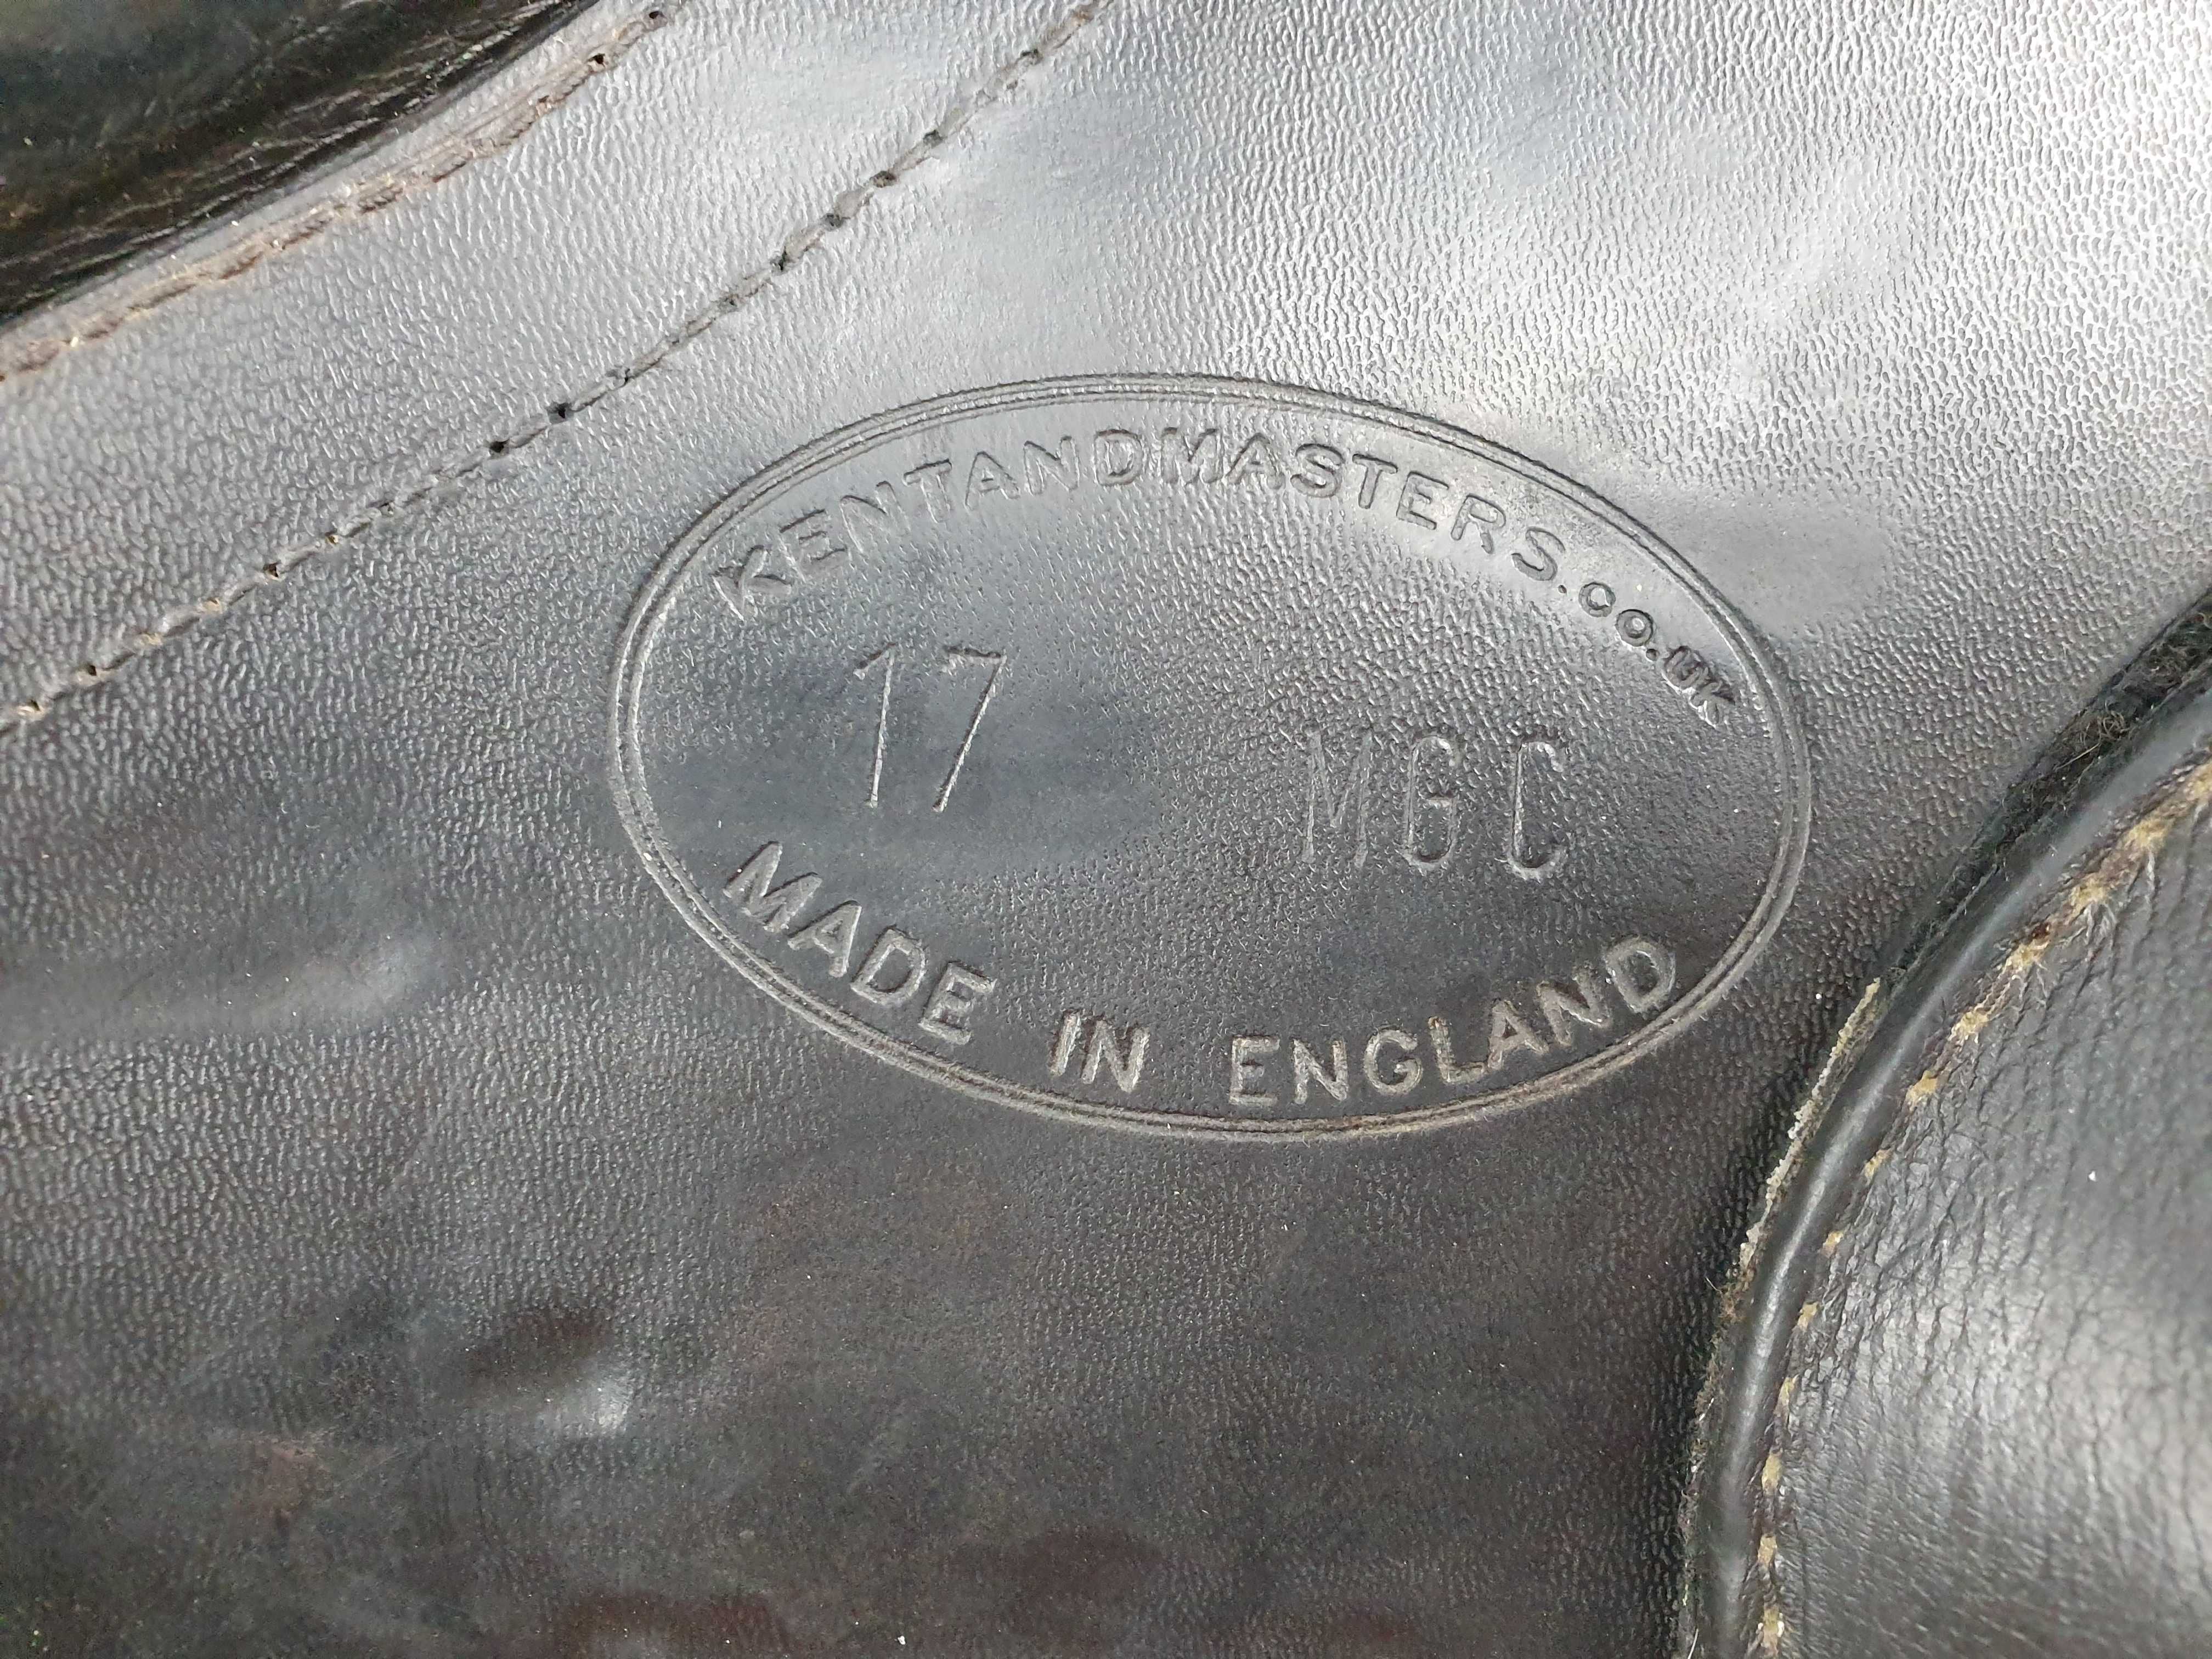 KENTANDMASTERS.CO.UK
17 MGC
MADE IN ENGLAND